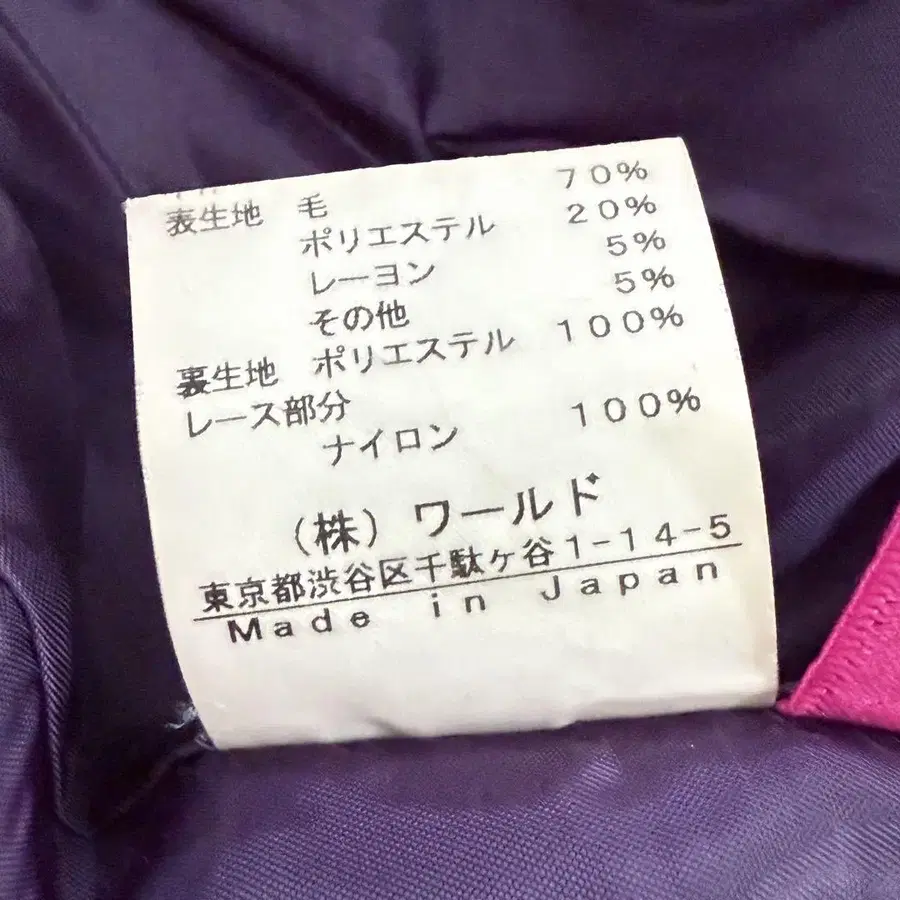 表生地 毛 70%
ポリエステル 20%
レーヨン 5%
その他 5%
裏生地 ポリエステル 100%
レース部分
ナイロン 100%
(株)ワールド
東京都渋谷区千駄ヶ谷1-14-5
Made in Japan